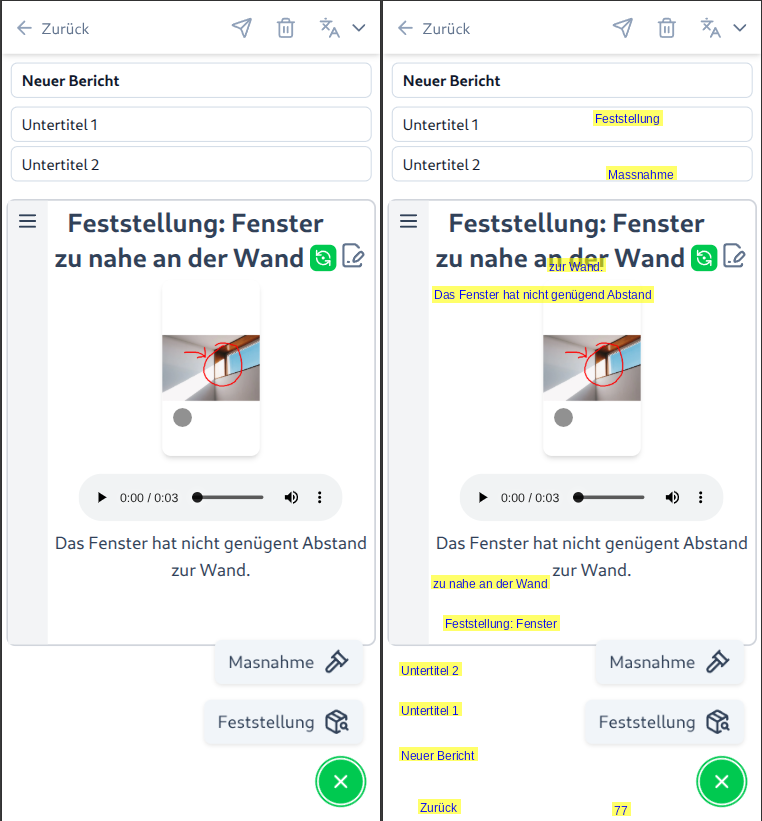 Zurück
Neuer Bericht
Untertitel 1
Untertitel 2
Feststellung: Fenster
zu nahe an der Wand
0:00 / 0:03
Das Fenster hat nicht genügent Abstand
zur Wand.
Masnahme
Feststellung
Zurück
Neuer Bericht
Untertitel 1
Feststellung
Untertitel 2
Massnahme
Feststellung: Fenster
zu nahe an der Wand
zur Wand.
Das Fenster hat nicht genügend Abstand
0:00 / 0:03
Das Fenster hat nicht genügent Abstand
zur Wand.
zu nahe an der Wand
Feststellung: Fenster
Masnahme
Untertitel 2
Untertitel 1
Feststellung
Neuer Bericht
Zurück
77